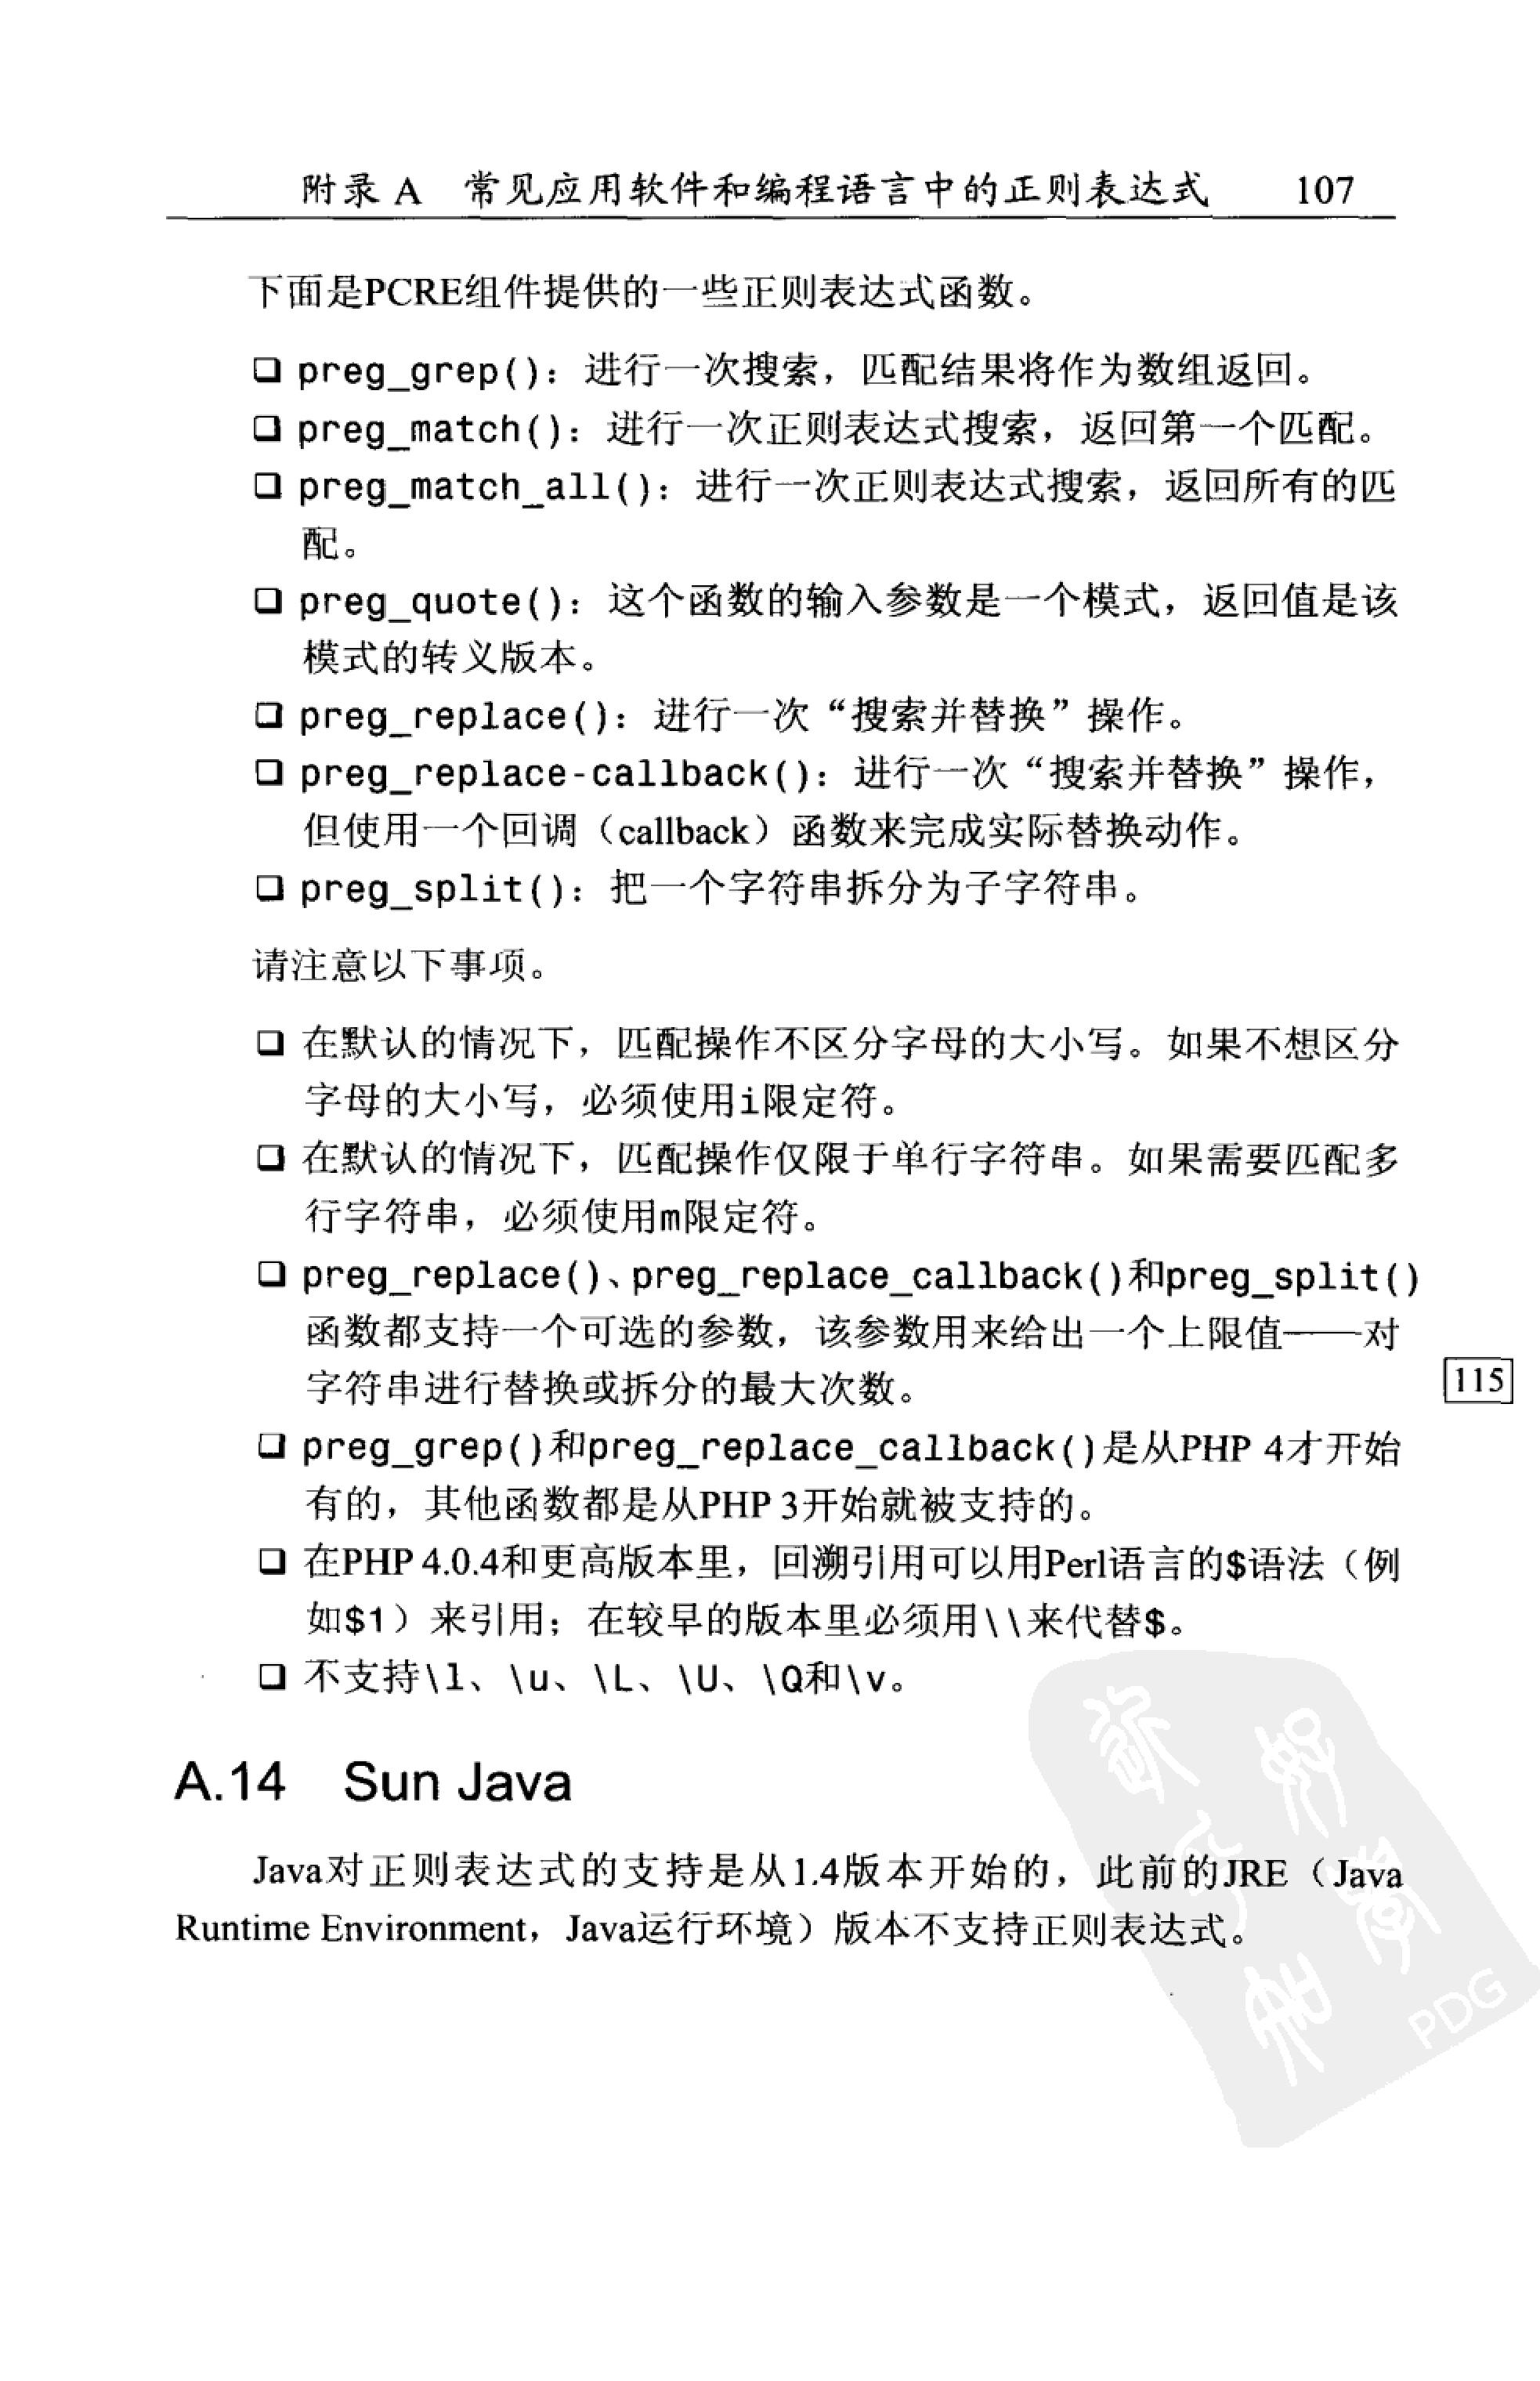 附录 A 常见应用软件和编程语言中的正则表达式 107
下面是PCRE组件提供的一些正则表达式函数。
❑ preg_grep()：进行一次搜索，匹配结果将作为数组返回。
❑ preg_match()：进行一次正则表达式搜索，返回第一个匹配。
❑ preg_match_all()：进行一次正则表达式搜索，返回所有的匹
配。
❑ preg_quote()：这个函数的输入参数是一个模式，返回值是该
模式的转义版本。
❑ preg_replace()：进行一次“搜索并替换”操作。
❑ preg_replace-callback()：进行一次“搜索并替换”操作，
但使用一个回调（callback）函数来完成实际替换动作。
❑ preg_split()：把一个字符串拆分为子字符串。
请注意以下事项。
❑ 在默认的情况下，匹配操作不区分字母的大小写。如果不想区分
字母的大小写，必须使用i限定符。
❑ 在默认的情况下，匹配操作仅限于单行字符串。如果需要匹配多
行字符串，必须使用m限定符。
❑ preg_replace()、preg_replace_callback()和preg_split()
函数都支持一个可选的参数，该参数用来给出一个上限值——对
字符串进行替换或拆分的最大次数。
115
❑ preg_grep()和preg_replace_callback()是从PHP 4才开始
有的，其他函数都是从PHP 3开始就被支持的。
❑ 在PHP 4.0.4和更高版本里，回溯引用可以用Perl语言的$语法（例
如$1）来引用；在较早的版本里必须用\\来代替$。
❑ 不支持\l、\u、\L、\U、\Q和\v。
A.14 Sun Java
Java对正则表达式的支持是从1.4版本开始的，此前的JRE（Java
Runtime Environment，Java运行环境）版本不支持正则表达式。
PDG